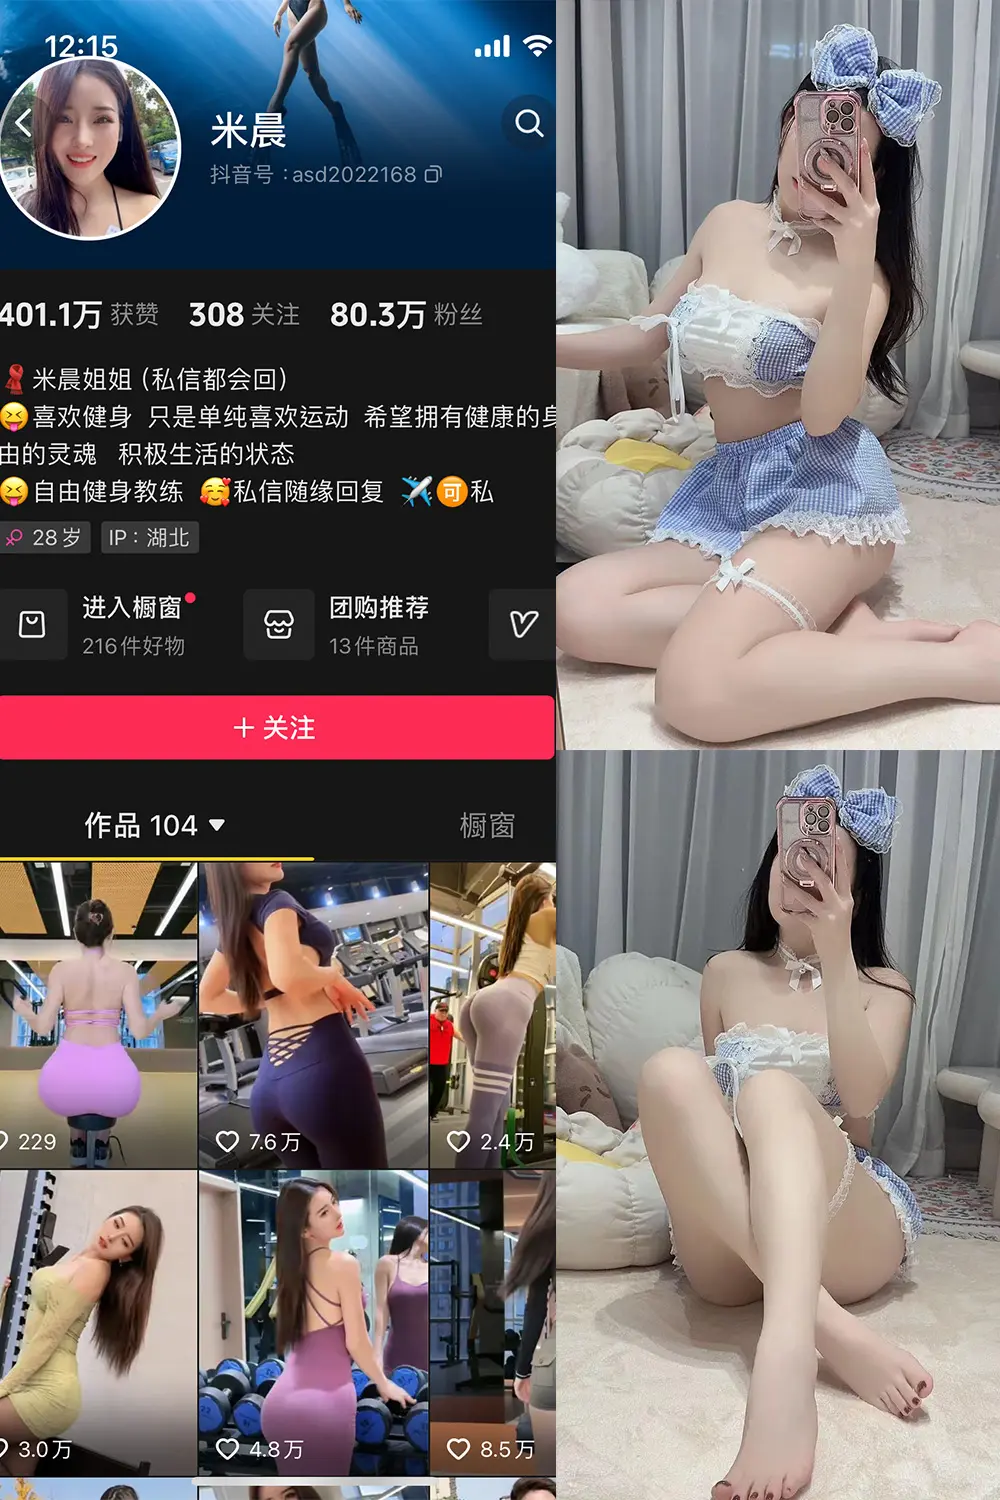 12:15
米晨
抖音号：asd2022168
401.1万 获赞 308 关注 80.3万 粉丝
米晨姐姐（私信都会回）
喜欢健身 只是单纯喜欢运动 希望拥有健康的身
由的灵魂 积极生活的状态
自由健身教练 私信随缘回复 可私
28岁 IP：湖北
进入橱窗 团购推荐
216件好物 13件商品
+ 关注
作品 104 橱窗
229 7.6万 2.4万
3.0万 4.8万 8.5万